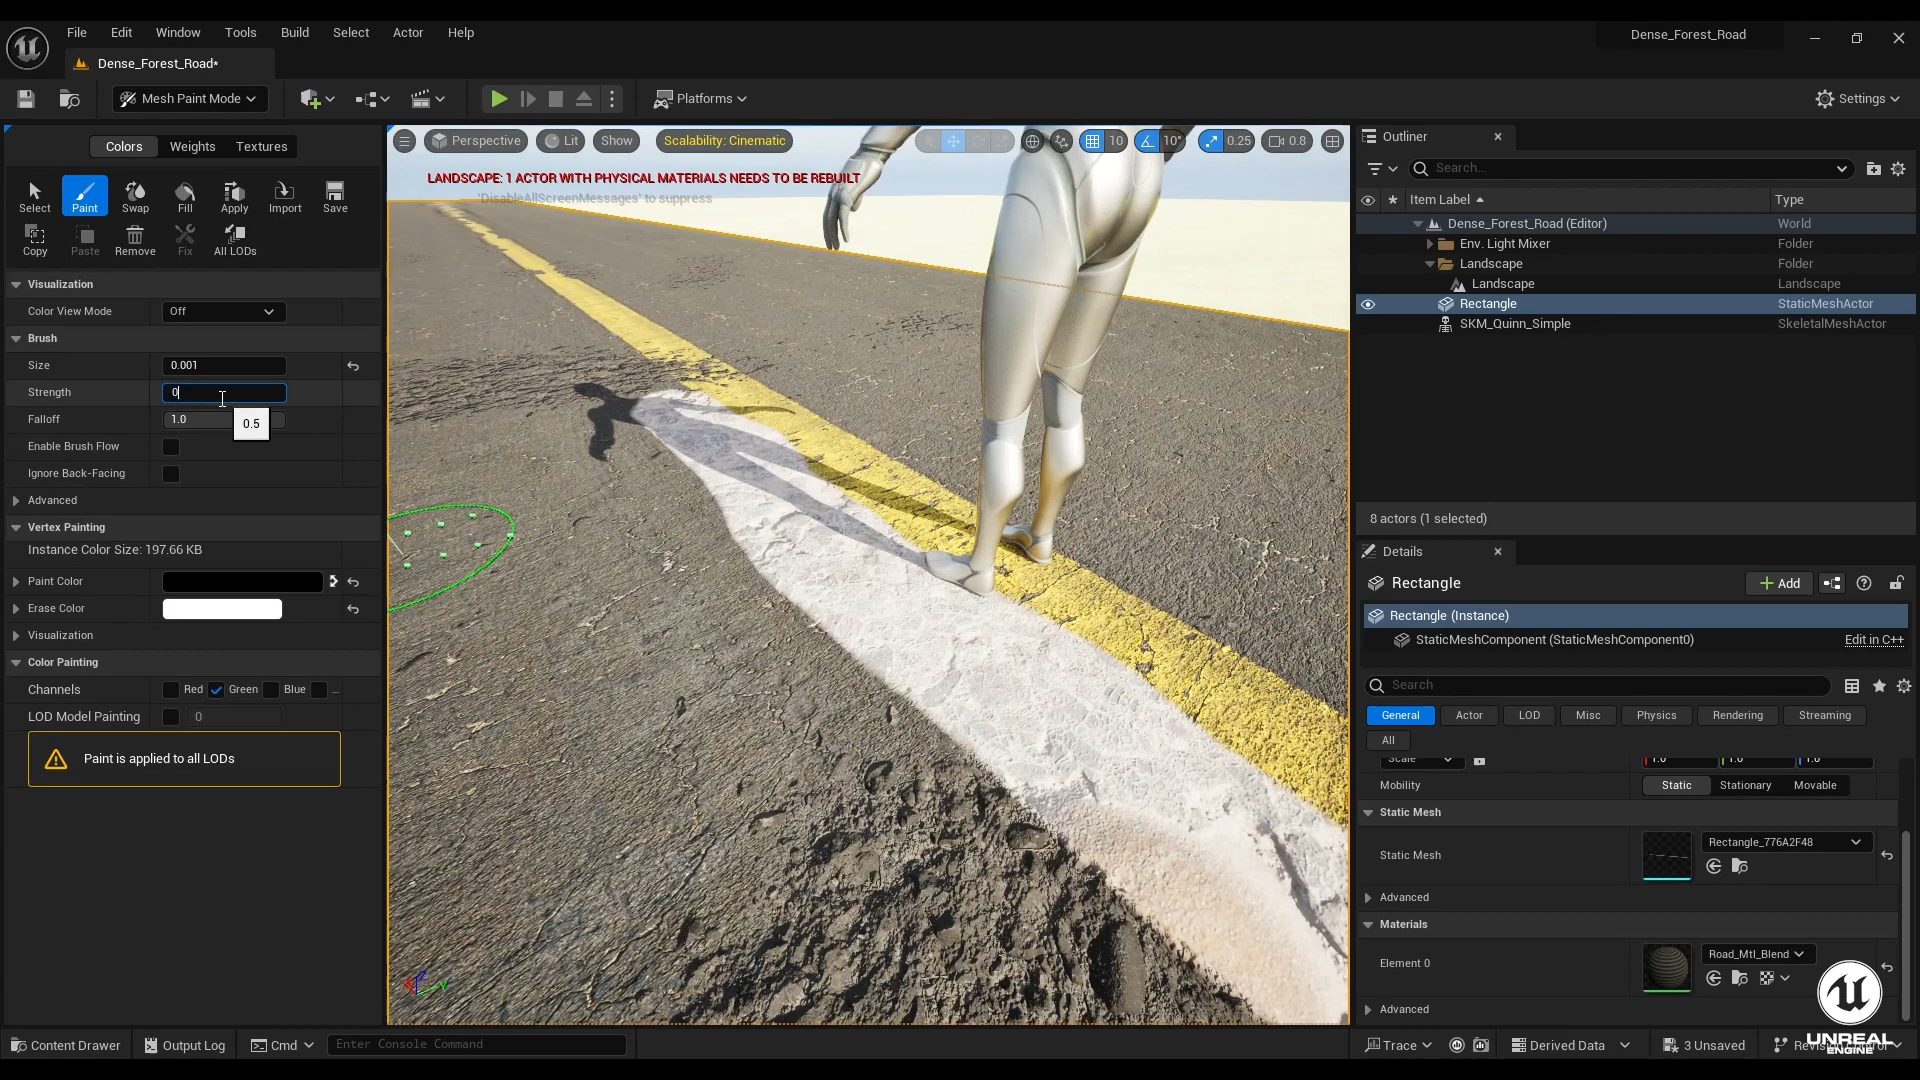 File Edit Window Tools Build Select Actor Help
Dense_Forest_Road
Dense_Forest_Road*
Mesh Paint Mode
Platforms
Settings
Colors Weights Textures
Select Paint Swap Fill Apply Import Save
Copy Paste Remove Fix All LODs
Visualization
Color View Mode Off
Brush
Size 0.001
Strength 0
Falloff 1.0
0.5
Enable Brush Flow
Ignore Back-Facing
Advanced
Vertex Painting
Instance Color Size: 197.66 KB
Paint Color
Erase Color
Visualization
Color Painting
Channels Red Green Blue ...
LOD Model Painting 0
Paint is applied to all LODs
Perspective Lit Show Scalability: Cinematic 10 10° 0.25 0.8
LANDSCAPE: 1 ACTOR WITH PHYSICAL MATERIALS NEEDS TO BE REBUILT
'DisableAllScreenMessages' to suppress
Outliner
Search...
Item Label Type
Dense_Forest_Road (Editor) World
Env. Light Mixer Folder
Landscape Folder
Landscape Landscape
Rectangle StaticMeshActor
SKM_Quinn_Simple SkeletalMeshActor
8 actors (1 selected)
Details
Rectangle
Add
Rectangle (Instance)
StaticMeshComponent (StaticMeshComponent0) Edit in C++
Search
General Actor LOD Misc Physics Rendering Streaming
All
Scale 1.0 1.0 1.0
Mobility Static Stationary Movable
Static Mesh
Static Mesh Rectangle_776A2F48
Advanced
Materials
Element 0 Road_Mtl_Blend
Advanced
Content Drawer Output Log Cmd Enter Console Command
Trace Derived Data 3 Unsaved
UNREAL
ENGINE